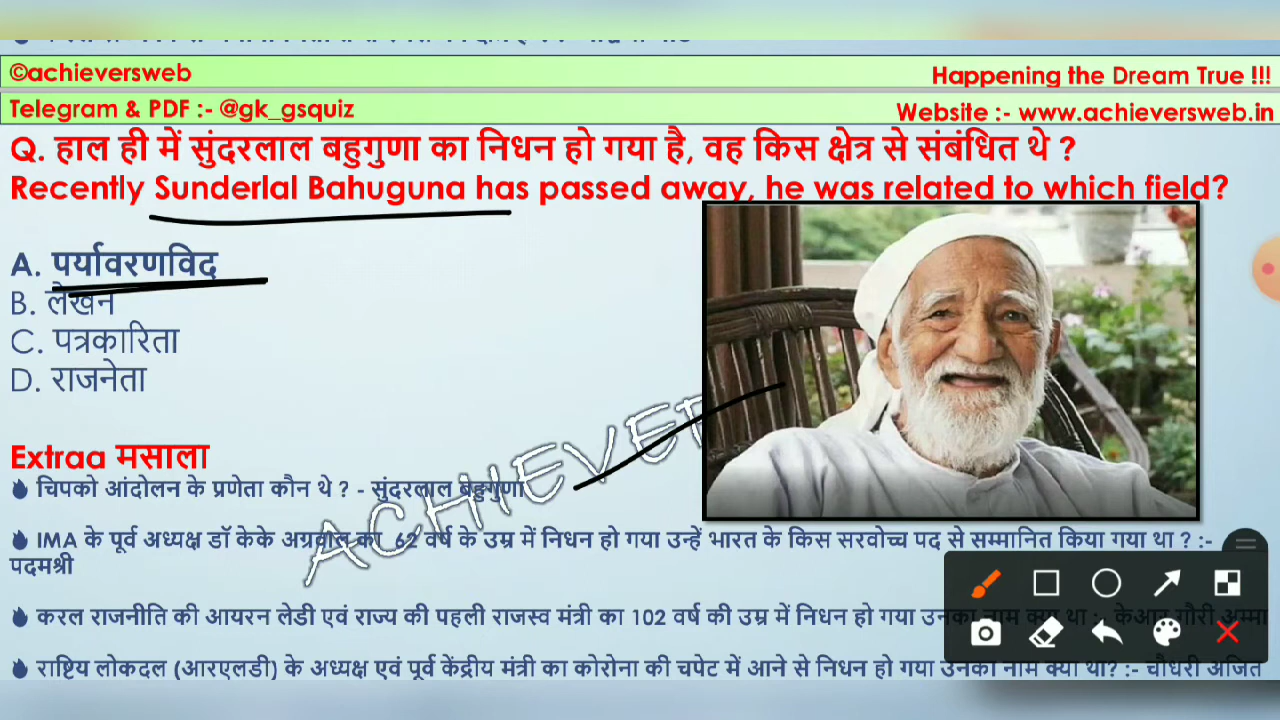 ©achieversweb
Happening the Dream True !!!
Telegram & PDF :- @gk_gsquiz
Website :- www.achieversweb.in
Q. हाल ही में सुंदरलाल बहुगुणा का निधन हो गया है, वह किस क्षेत्र से संबंधित थे ?
Recently Sunderlal Bahuguna has passed away, he was related to which field?
A. पर्यावरणविद
B. लेखन
C. पत्रकारिता
D. राजनेता
Extraa मसाला
चिपको आंदोलन के प्रणेता कौन थे ? - सुंदरलाल बहुगुणा
ACHIEVER
IMA के पूर्व अध्यक्ष डॉ केके अग्रवाल का 62 वर्ष के उम्र में निधन हो गया उन्हें भारत के किस सरवोच्च पद से सम्मानित किया गया था ? :-
पदमश्री
करल राजनीति की आयरन लेडी एवं राज्य की पहली राजस्व मंत्री का 102 वर्ष की उम्र में निधन हो गया उनका नाम क्या था :- केआर गौरी अम्मा
राष्टिय लोकदल (आरएलडी) के अध्यक्ष एवं पूर्व केंद्रीय मंत्री का कोरोना की चपेट में आने से निधन हो गया उनका नाम क्या था? :- चौधरी अजित